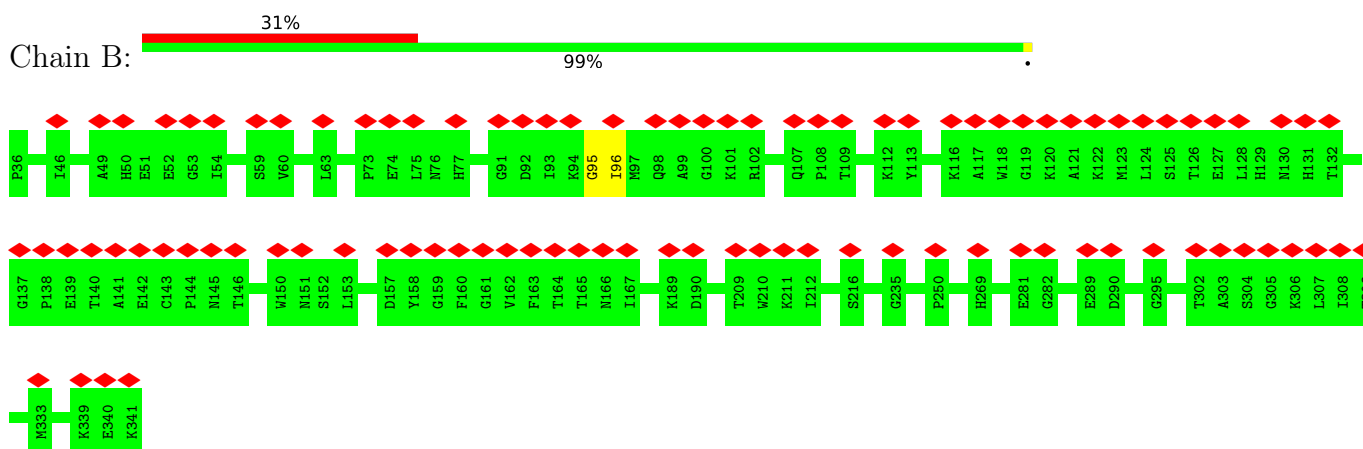 31%
Chain B:
99%
.
P36 I46 A49 H50 E51 E52 G53 I54 S59 V60 L63 P73 E74 L75 N76 H77 G91 D92 I93 K94 G95 I96 M97 Q98 A99 G100 K101 R102 Q107 P108 T109 K112 Y113 K116 A117 W118 G119 K120 A121 K122 M123 L124 S125 T126 E127 L128 H129 N130 H131 T132
G137 P138 E139 T140 A141 E142 C143 P144 N145 T146 W150 N151 S152 L153 D157 Y158 G159 F160 G161 V162 F163 T164 T165 N166 I167 K189 D190 T209 W210 K211 I212 S216 G235 P250 H269 E281 G282 E289 D290 G295 T302 A303 S304 G305 K306 L307 I308
M333 K339 E340 K341